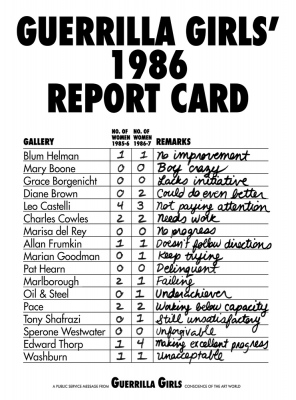 GUERRILLA GIRLS'
1986
REPORT CARD
GALLERY NO. OF WOMEN 1985-6 NO. OF WOMEN 1986-7 REMARKS
Blum Helman 1 1 no improvement
Mary Boone 0 0 Boy crazy
Grace Borgenicht 0 0 Lacks initiative
Diane Brown 0 2 Could do even better
Leo Castelli 4 3 not paying attention
Charles Cowles 2 2 needs work
Marisa del Rey 0 0 no progress
Allan Frumkin 1 1 Doesn't follow directions
Marian Goodman 0 1 Keep trying
Pat Hearn 0 0 Delinquent
Marlborough 2 1 Failing
Oil & Steel 0 1 Underachiever
Pace 2 2 Working below capacity
Tony Shafrazi 0 1 Still unsatisfactory
Sperone Westwater 0 0 Unforgivable
Edward Thorp 1 4 making excellent progress
Washburn 1 1 Unacceptable
A PUBLIC SERVICE MESSAGE FROM GUERRILLA GIRLS CONSCIENCE OF THE ART WORLD